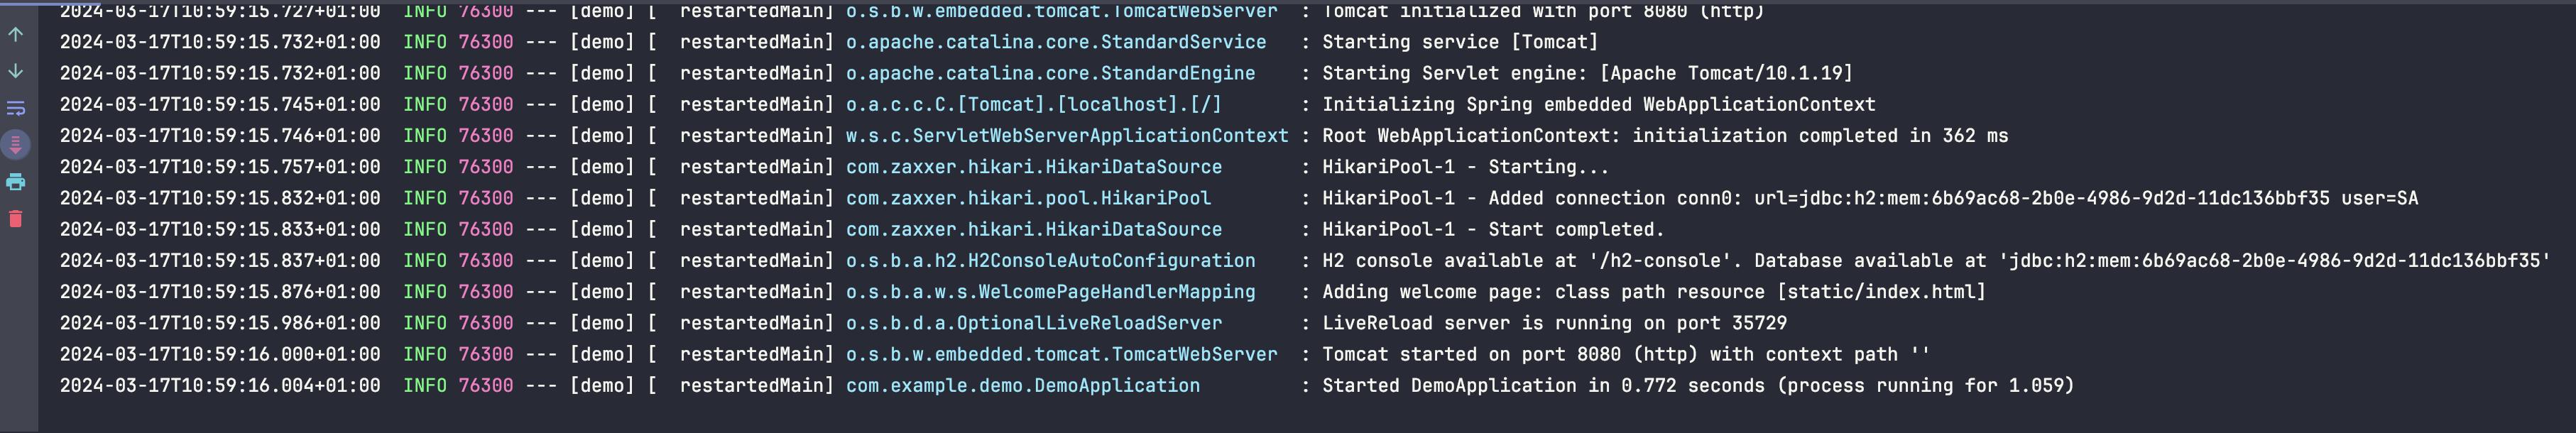 2024-03-17T10:59:15.727+01:00  INFO 76300 --- [demo] [  restartedMain] o.s.b.w.embedded.tomcat.TomcatWebServer  : Tomcat initialized with port 8080 (http)
2024-03-17T10:59:15.732+01:00  INFO 76300 --- [demo] [  restartedMain] o.apache.catalina.core.StandardService   : Starting service [Tomcat]
2024-03-17T10:59:15.732+01:00  INFO 76300 --- [demo] [  restartedMain] o.apache.catalina.core.StandardEngine    : Starting Servlet engine: [Apache Tomcat/10.1.19]
2024-03-17T10:59:15.745+01:00  INFO 76300 --- [demo] [  restartedMain] o.a.c.c.C.[Tomcat].[localhost].[/]       : Initializing Spring embedded WebApplicationContext
2024-03-17T10:59:15.746+01:00  INFO 76300 --- [demo] [  restartedMain] w.s.c.ServletWebServerApplicationContext : Root WebApplicationContext: initialization completed in 362 ms
2024-03-17T10:59:15.757+01:00  INFO 76300 --- [demo] [  restartedMain] com.zaxxer.hikari.HikariDataSource       : HikariPool-1 - Starting...
2024-03-17T10:59:15.832+01:00  INFO 76300 --- [demo] [  restartedMain] com.zaxxer.hikari.pool.HikariPool        : HikariPool-1 - Added connection conn0: url=jdbc:h2:mem:6b69ac68-2b0e-4986-9d2d-11dc136bbf35 user=SA
2024-03-17T10:59:15.833+01:00  INFO 76300 --- [demo] [  restartedMain] com.zaxxer.hikari.HikariDataSource       : HikariPool-1 - Start completed.
2024-03-17T10:59:15.837+01:00  INFO 76300 --- [demo] [  restartedMain] o.s.b.a.h2.H2ConsoleAutoConfiguration    : H2 console available at '/h2-console'. Database available at 'jdbc:h2:mem:6b69ac68-2b0e-4986-9d2d-11dc136bbf35'
2024-03-17T10:59:15.876+01:00  INFO 76300 --- [demo] [  restartedMain] o.s.b.a.w.s.WelcomePageHandlerMapping    : Adding welcome page: class path resource [static/index.html]
2024-03-17T10:59:15.986+01:00  INFO 76300 --- [demo] [  restartedMain] o.s.b.d.a.OptionalLiveReloadServer       : LiveReload server is running on port 35729
2024-03-17T10:59:16.000+01:00  INFO 76300 --- [demo] [  restartedMain] o.s.b.w.embedded.tomcat.TomcatWebServer  : Tomcat started on port 8080 (http) with context path ''
2024-03-17T10:59:16.004+01:00  INFO 76300 --- [demo] [  restartedMain] com.example.demo.DemoApplication         : Started DemoApplication in 0.772 seconds (process running for 1.059)